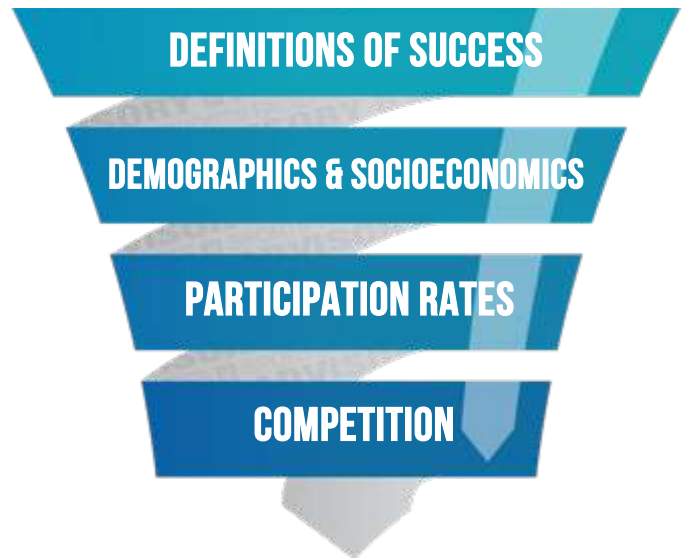 DEFINITIONS OF SUCCESS
DEMOGRAPHICS & SOCIOECONOMICS
PARTICIPATION RATES
COMPETITION